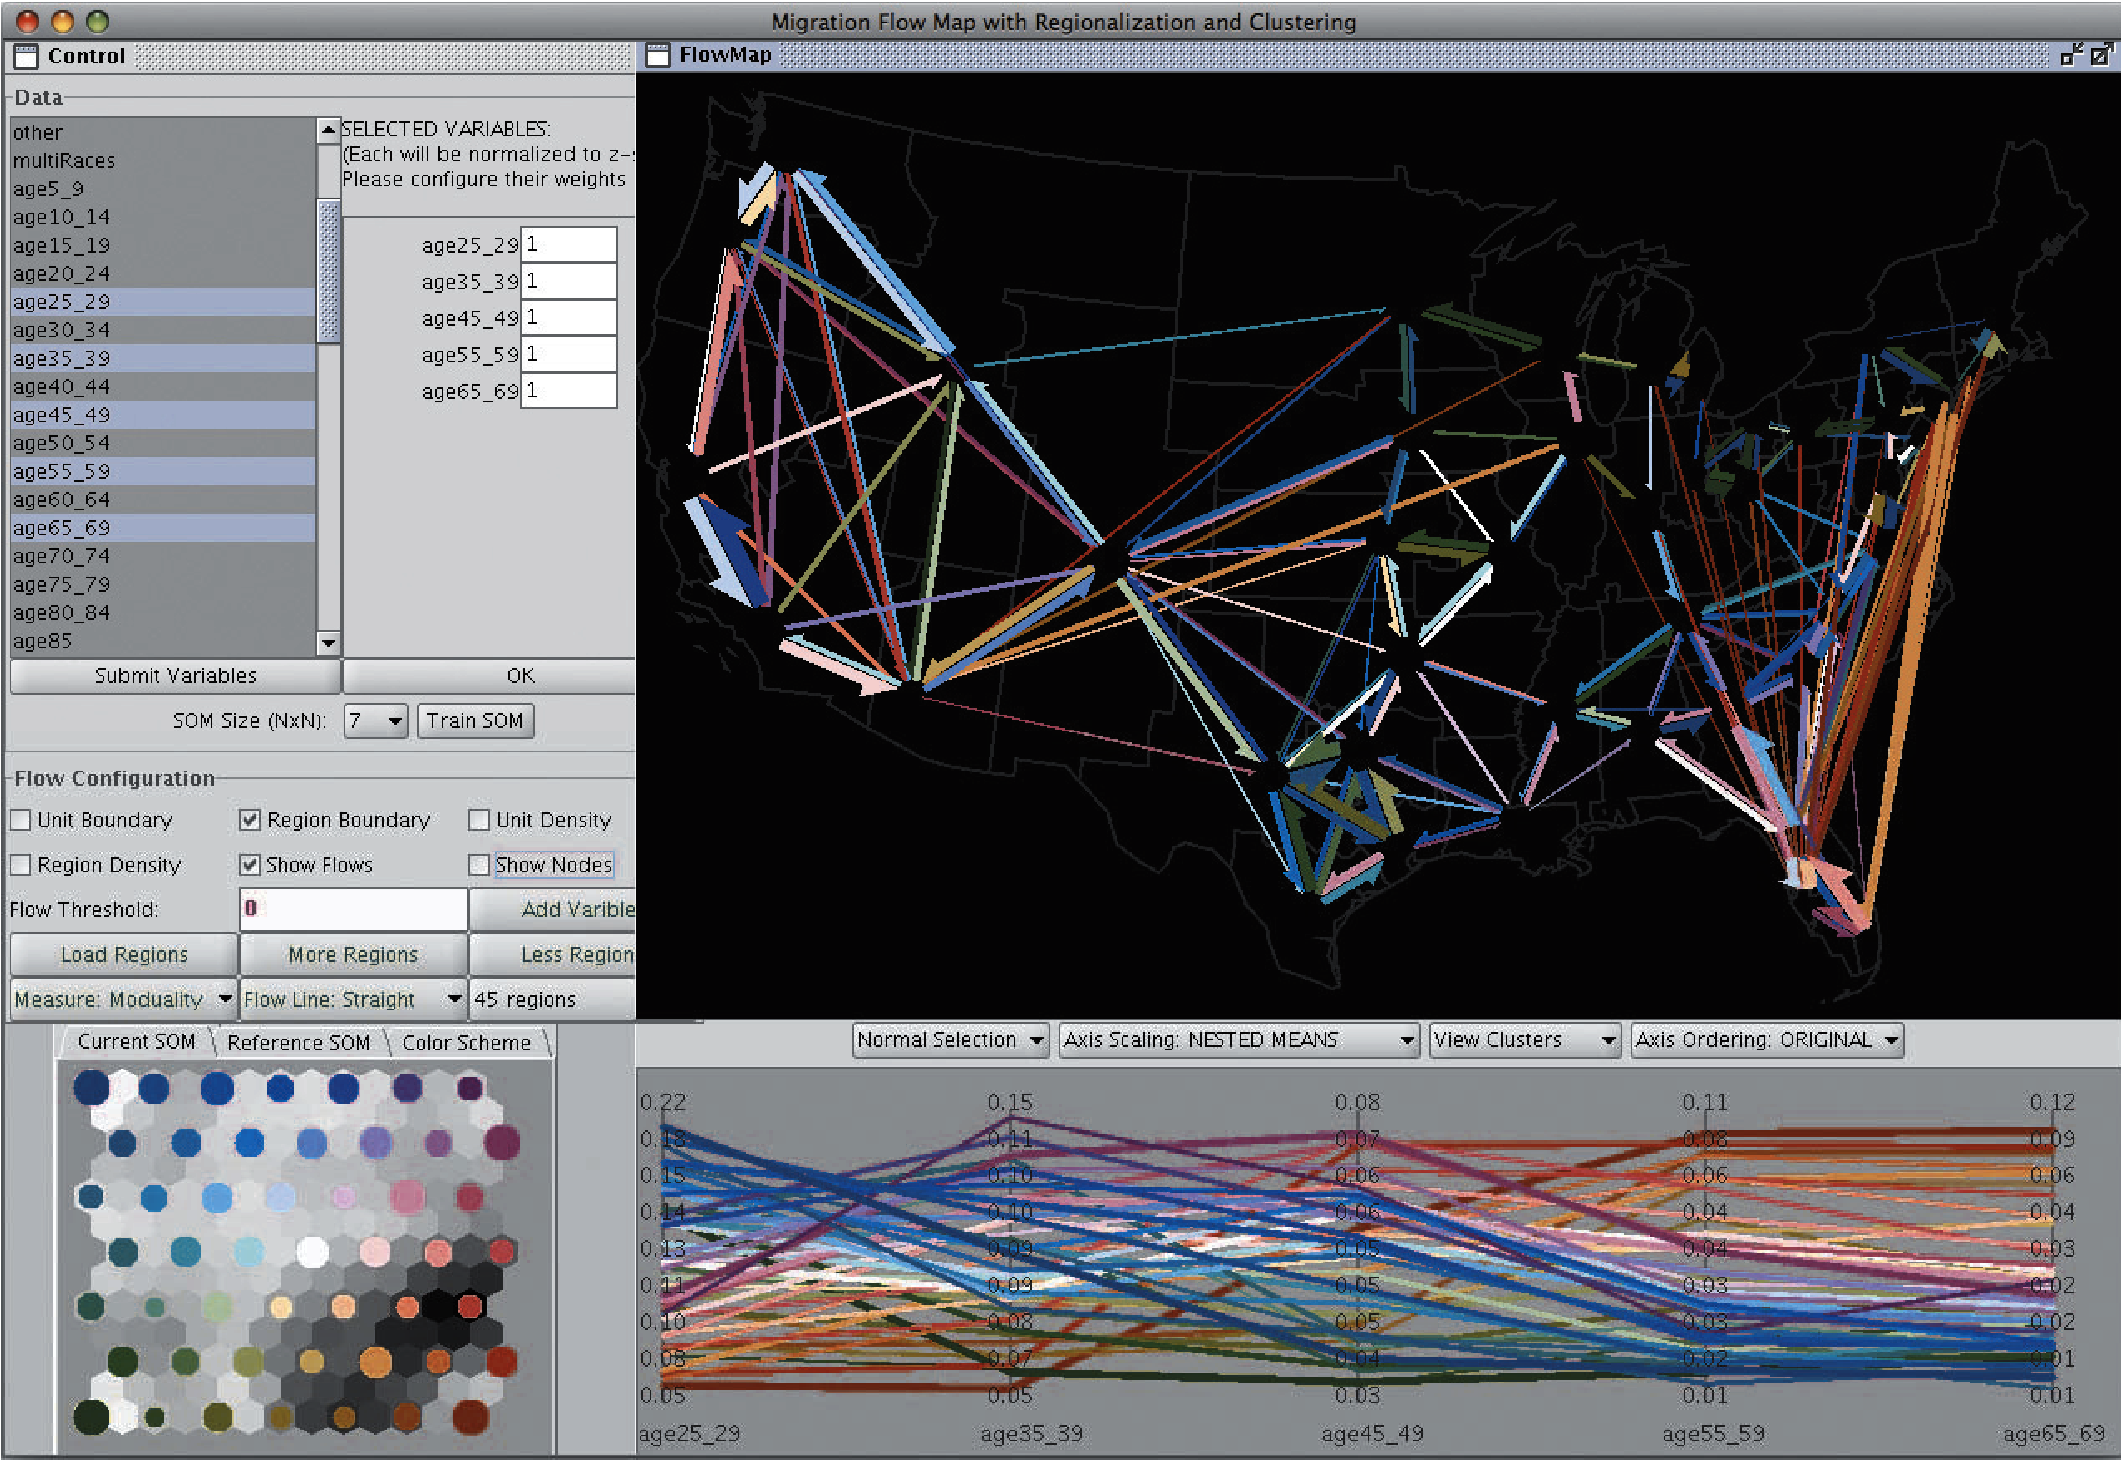 Migration Flow Map with Regionalization and Clustering
Control
FlowMap
Data
other
multiRaces
age5_9
age10_14
age15_19
age20_24
age25_29
age30_34
age35_39
age40_44
age45_49
age50_54
age55_59
age60_64
age65_69
age70_74
age75_79
age80_84
age85
SELECTED VARIABLES:
(Each will be normalized to z-s
Please configure their weights
age25_29 1
age35_39 1
age45_49 1
age55_59 1
age65_69 1
Submit Variables
OK
SOM Size (NxN): 7 Train SOM
Flow Configuration
Unit Boundary Region Boundary Unit Density
Region Density Show Flows Show Nodes
Flow Threshold: 0 Add Varible
Load Regions More Regions Less Region
Measure: Moduality Flow Line: Straight 45 regions
Current SOM Reference SOM Color Scheme
Normal Selection Axis Scaling: NESTED MEANS View Clusters Axis Ordering: ORIGINAL
0.22 0.15 0.08 0.11 0.12
0.18 0.11 0.07 0.08 0.09
0.15 0.10 0.06 0.06 0.06
0.14 0.10 0.06 0.04 0.04
0.13 0.09 0.05 0.04 0.03
0.11 0.09 0.05 0.03 0.02
0.10 0.08 0.05 0.03 0.02
0.08 0.07 0.04 0.02 0.01
0.05 0.05 0.03 0.01 0.01
age25_29 age35_39 age45_49 age55_59 age65_69